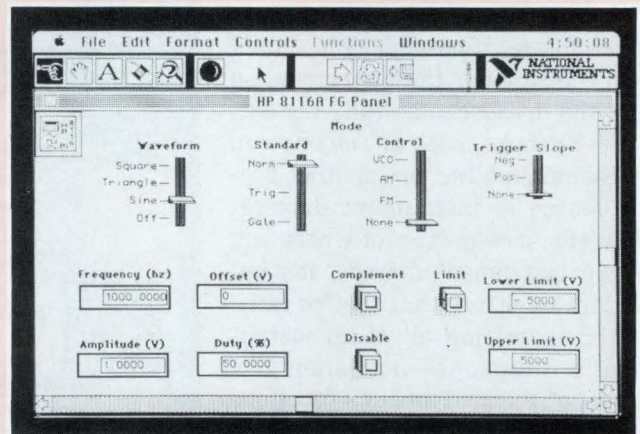 File Edit Format Controls Functions Windows 4:50:08
A
NATIONAL INSTRUMENTS
HP 8116A FG Panel
Mode
Waveform Standard Control Trigger Slope
Square Norm VCO Neg
Triangle AM Pos
Sine Trig FM None
Off Gate None
Frequency (hz) Offset (V) Complement Limit Lower Limit (V)
1000.0000 0 -.5000
Amplitude (V) Duty (%) Disable Upper Limit (V)
1.0000 50.0000 .5000